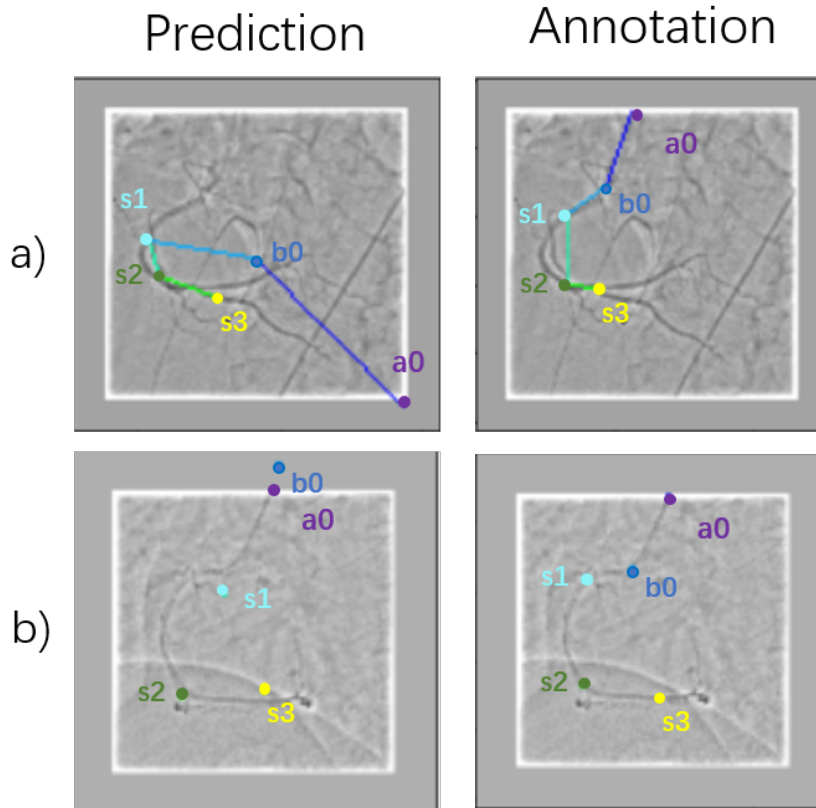 Prediction
Annotation
a)
s1
b0
s2
s3
a0
a0
b0
s1
s2
s3
b)
b0
a0
s1
s2
s3
a0
s1
b0
s2
s3